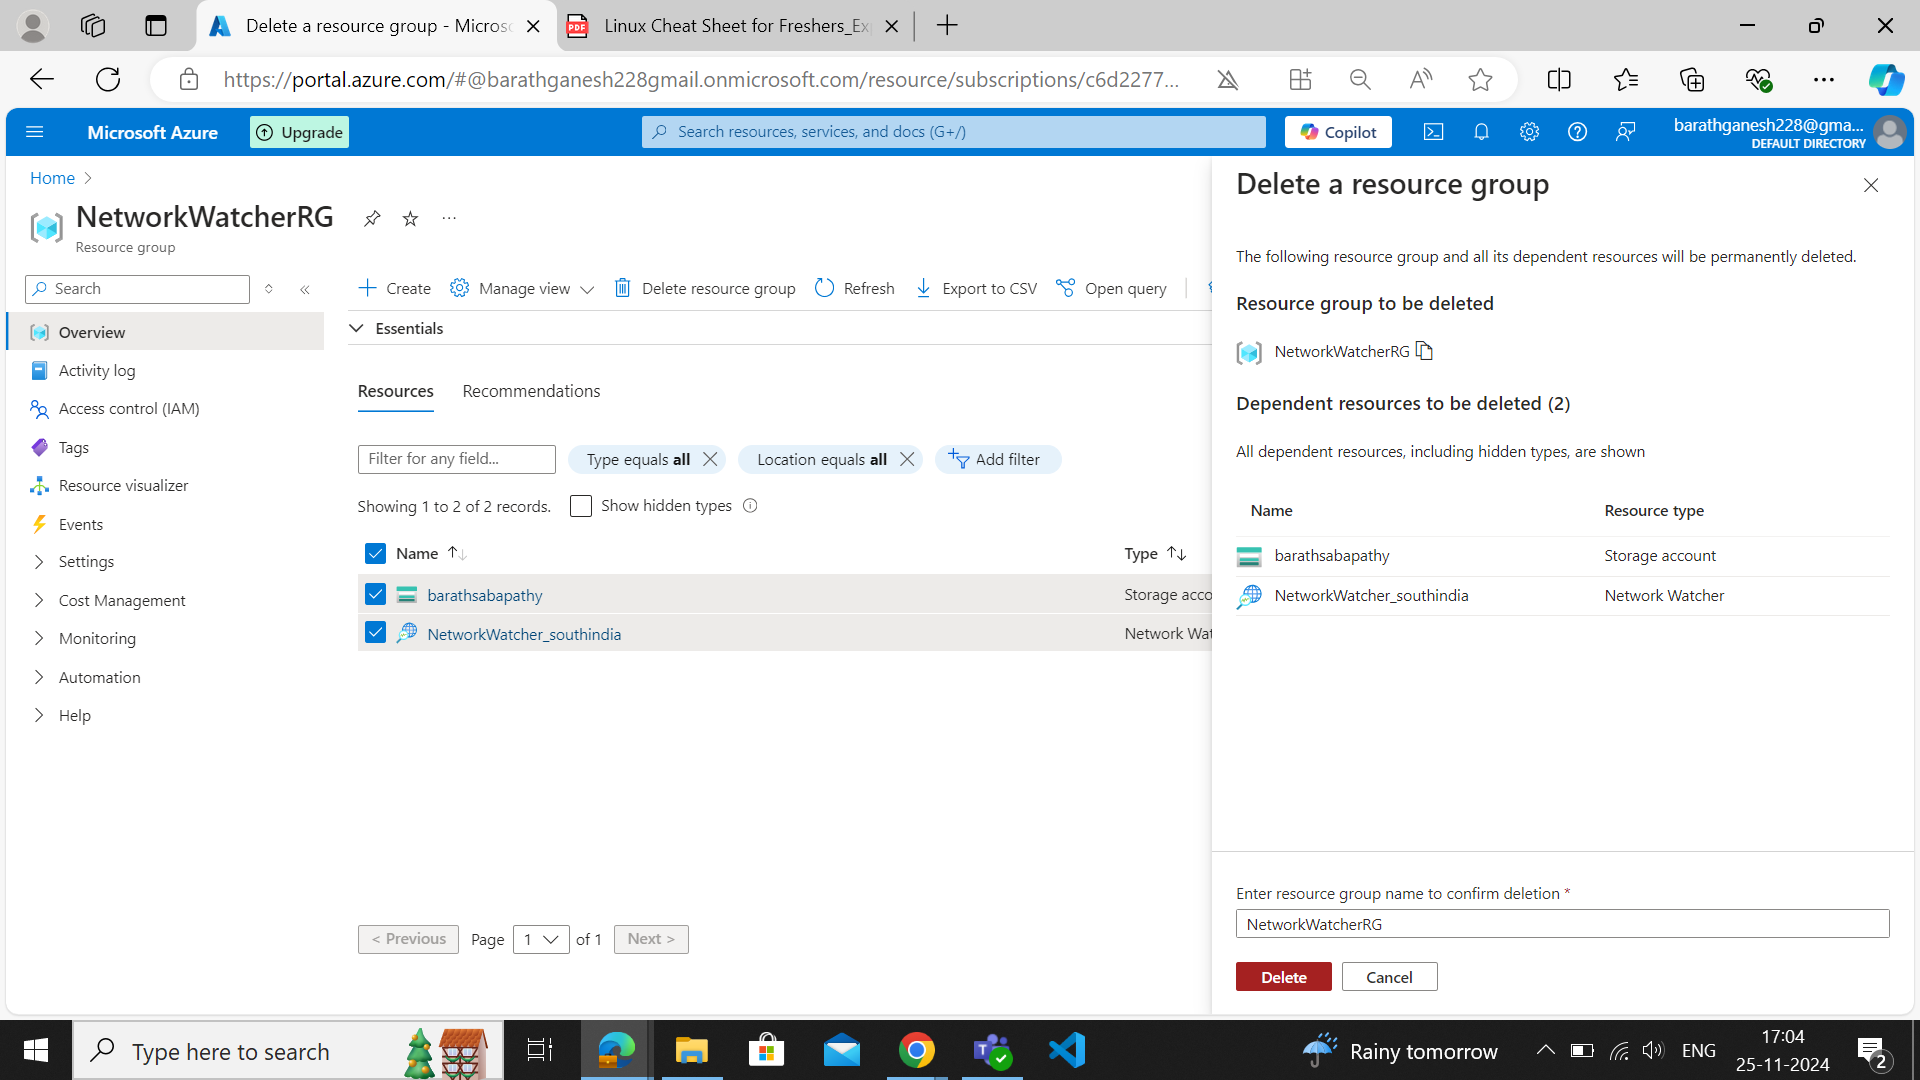 Delete a resource group - Micros
Linux Cheat Sheet for Freshers_Ex
https://portal.azure.com/#@barathganesh228gmail.onmicrosoft.com/resource/subscriptions/c6d2277...
Microsoft Azure
Upgrade
Search resources, services, and docs (G+/)
Copilot
barathganesh228@gma...
DEFAULT DIRECTORY
Home
NetworkWatcherRG
Resource group
Search
Overview
Activity log
Access control (IAM)
Tags
Resource visualizer
Events
Settings
Cost Management
Monitoring
Automation
Help
Create
Manage view
Delete resource group
Refresh
Export to CSV
Open query
Essentials
Resources
Recommendations
Filter for any field...
Type equals all
Location equals all
Add filter
Showing 1 to 2 of 2 records.
Show hidden types
Name
Type
barathsabapathy
Storage acco
NetworkWatcher_southindia
Network Wat
< Previous
Page
1
of 1
Next >
Delete a resource group
The following resource group and all its dependent resources will be permanently deleted.
Resource group to be deleted
NetworkWatcherRG
Dependent resources to be deleted (2)
All dependent resources, including hidden types, are shown
Name
Resource type
barathsabapathy
Storage account
NetworkWatcher_southindia
Network Watcher
Enter resource group name to confirm deletion *
NetworkWatcherRG
Delete
Cancel
Type here to search
Rainy tomorrow
ENG
17:04
25-11-2024
2